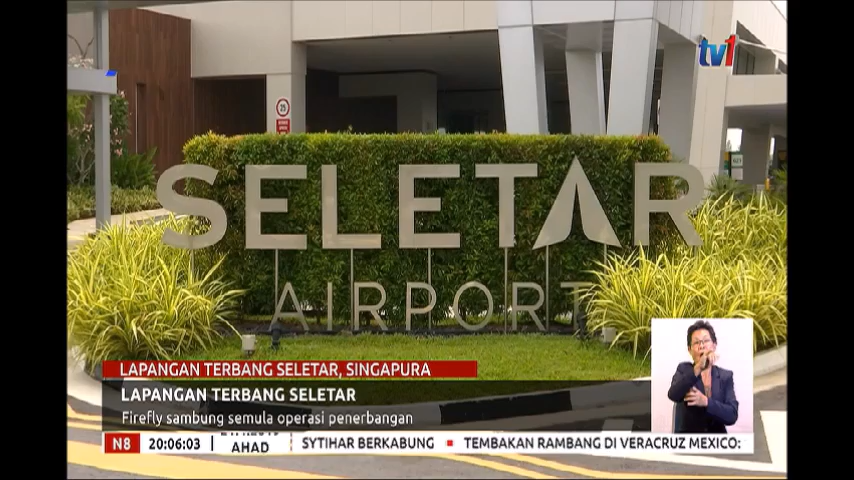 tv1
25
SELETAR
AIRPORT
LAPANGAN TERBANG SELETAR, SINGAPURA
LAPANGAN TERBANG SELETAR
Firefly sambung semula operasi penerbangan
N8 20:06:03 AHAD SYTIHAR BERKABUNG TEMBAKAN RAMBANG DI VERACRUZ MEXICO: